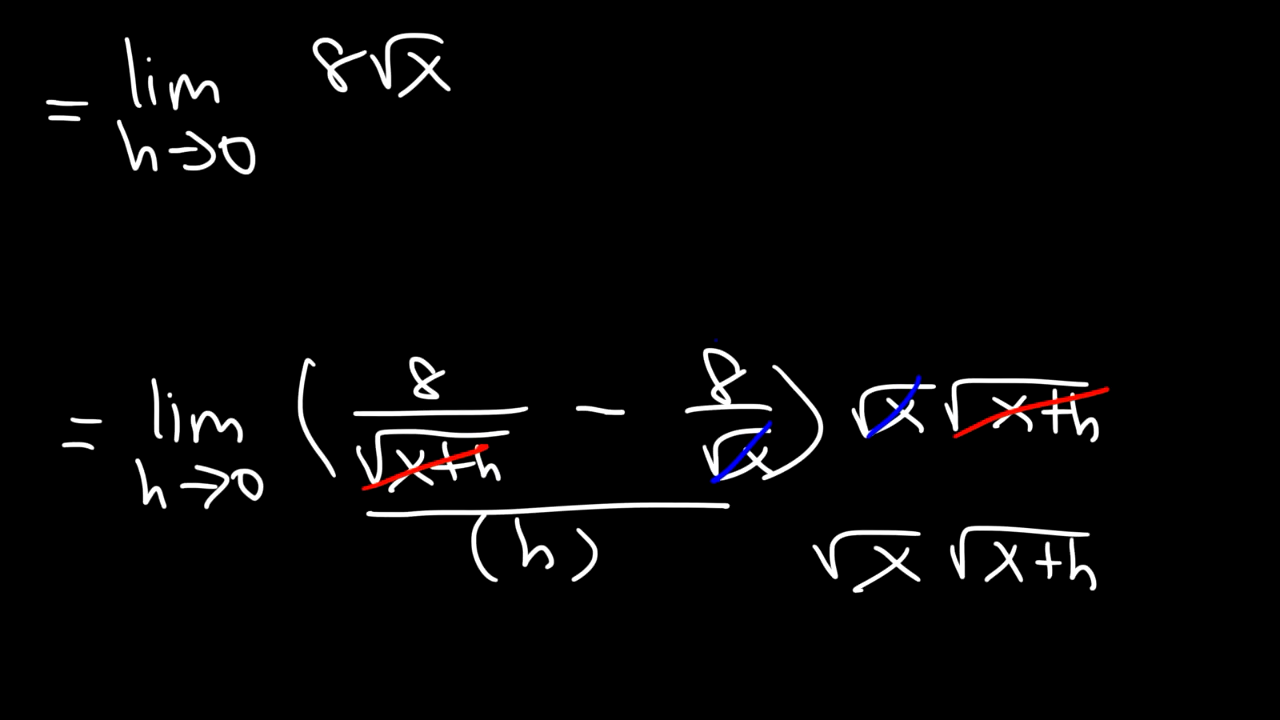 = lim h→0 8√x
= lim h→0 (8/√(x+h) − 8/√x) √x √(x+h)
(h) √x √(x+h)